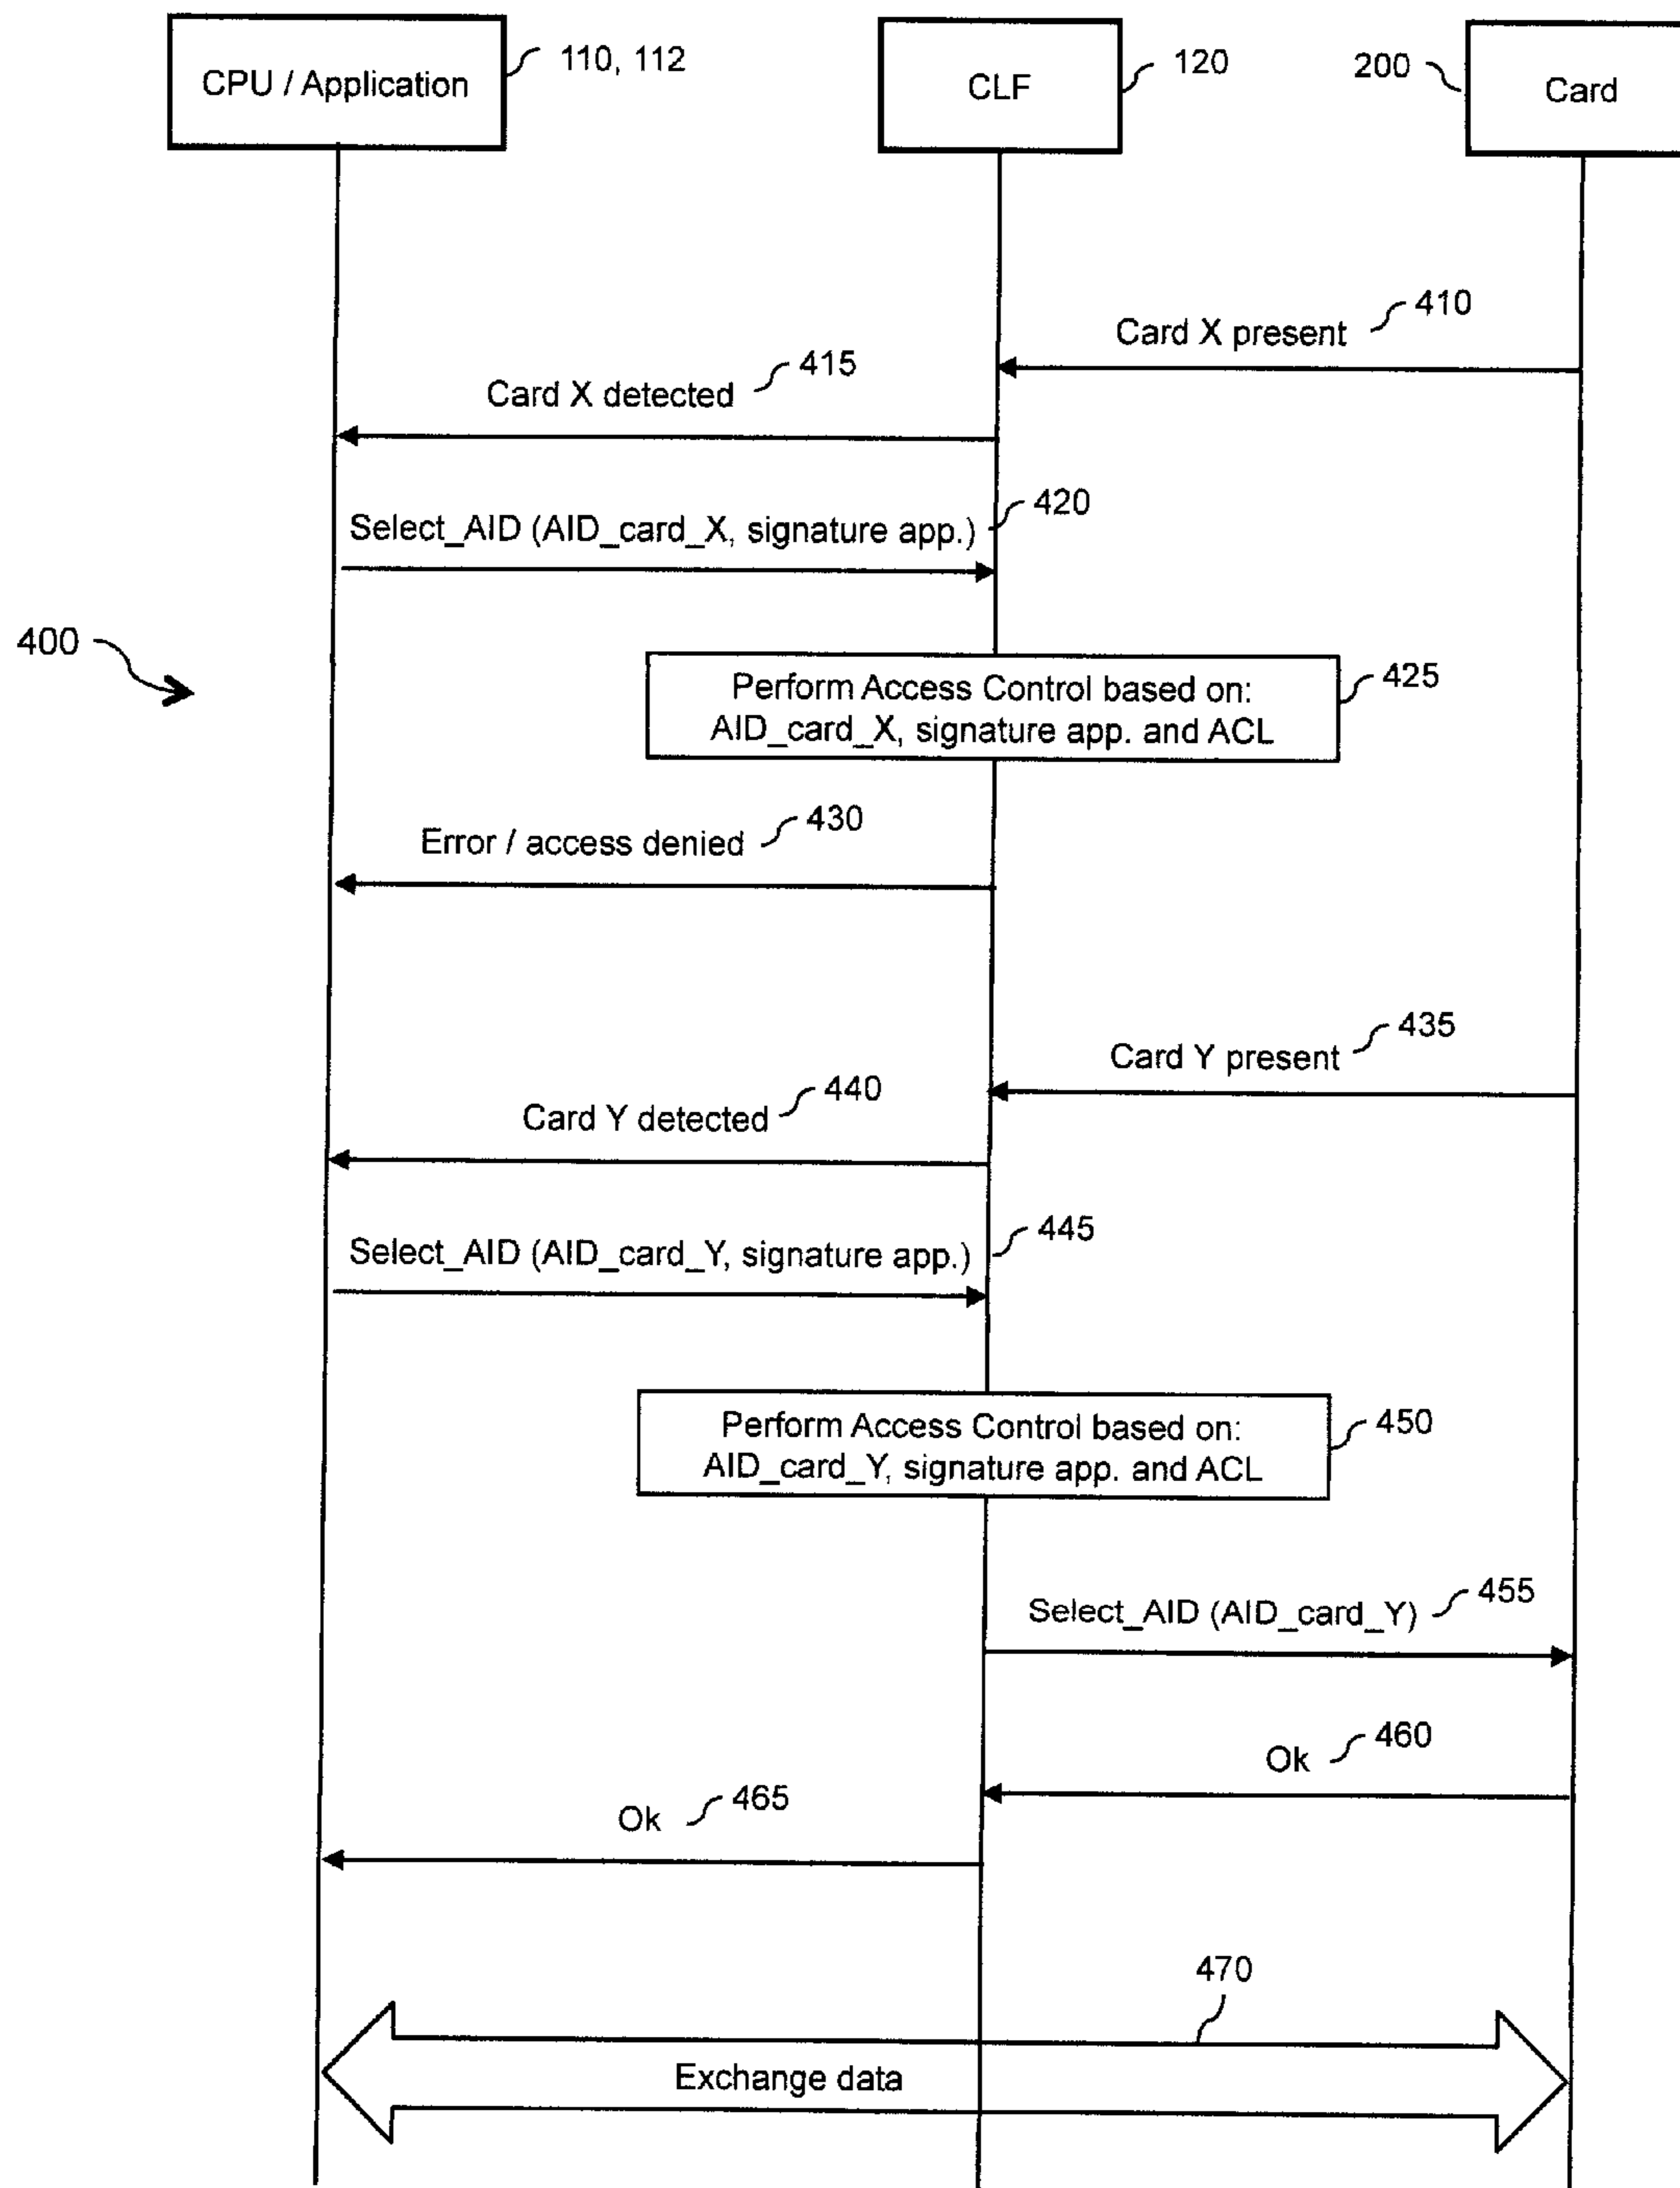 CPU / Application
110, 112
CLF
120
200
Card
Card X present
410
Card X detected
415
Select_AID (AID_card_X, signature app.)
420
400
Perform Access Control based on:
AID_card_X, signature app. and ACL
425
Error / access denied
430
Card Y present
435
Card Y detected
440
Select_AID (AID_card_Y, signature app.)
445
Perform Access Control based on:
AID_card_Y, signature app. and ACL
450
Select_AID (AID_card_Y)
455
Ok
460
Ok
465
470
Exchange data